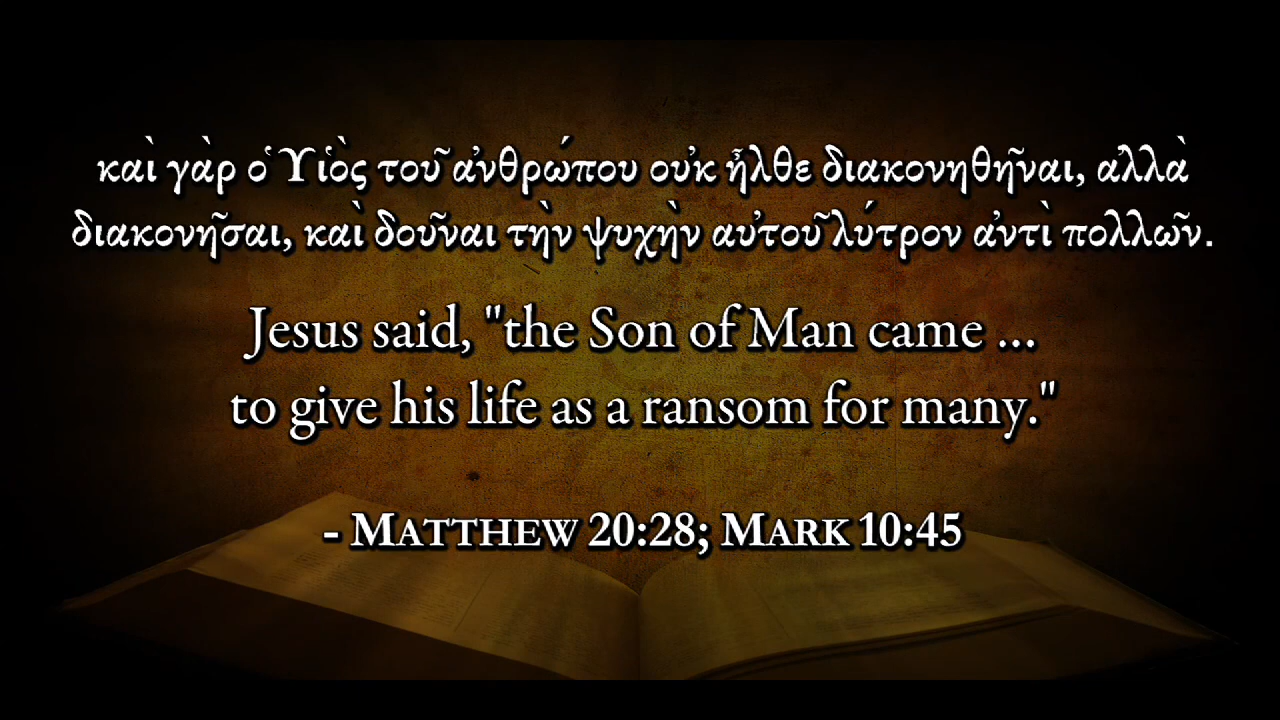 καὶ γὰρ ὁ Υἱὸς τοῦ ἀνθρώπου οὐκ ἦλθε διακονηθῆναι, ἀλλὰ
διακονῆσαι, καὶ δοῦναι τὴν ψυχὴν αὐτοῦ λύτρον ἀντὶ πολλῶν.
Jesus said, "the Son of Man came ...
to give his life as a ransom for many."
- MATTHEW 20:28; MARK 10:45